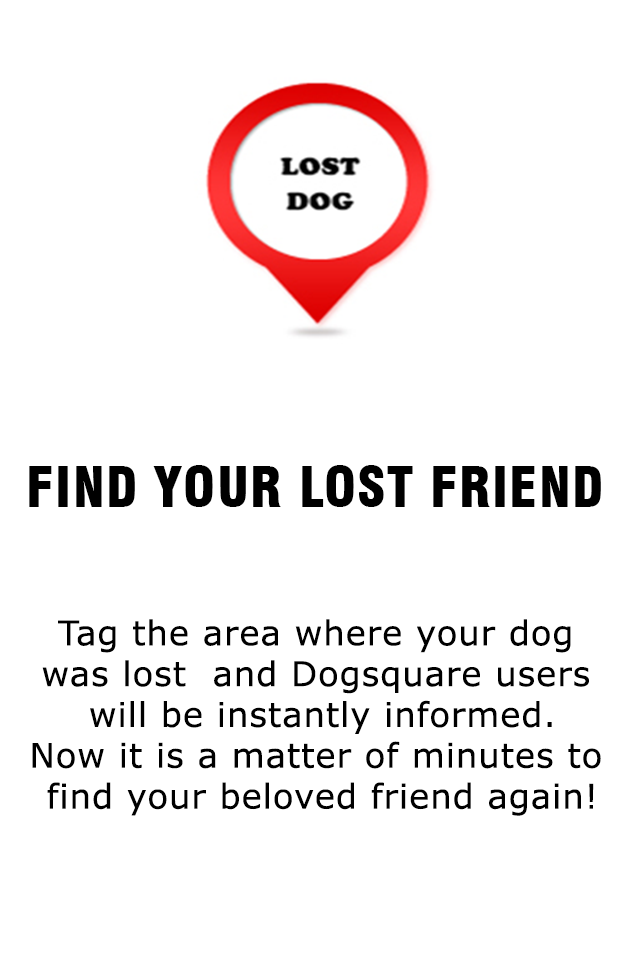 LOST
DOG
FIND YOUR LOST FRIEND
Tag the area where your dog
was lost  and Dogsquare users
will be instantly informed.
Now it is a matter of minutes to
find your beloved friend again!